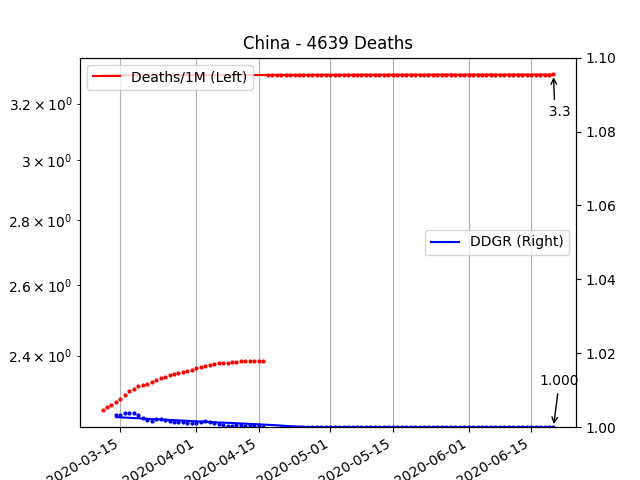 China - 4639 Deaths
Deaths/1M (Left)
DDGR (Right)
3.3
1.000
3.2 × 10⁰
3 × 10⁰
2.8 × 10⁰
2.6 × 10⁰
2.4 × 10⁰
1.10
1.08
1.06
1.04
1.02
1.00
2020-03-15
2020-04-01
2020-04-15
2020-05-01
2020-05-15
2020-06-01
2020-06-15